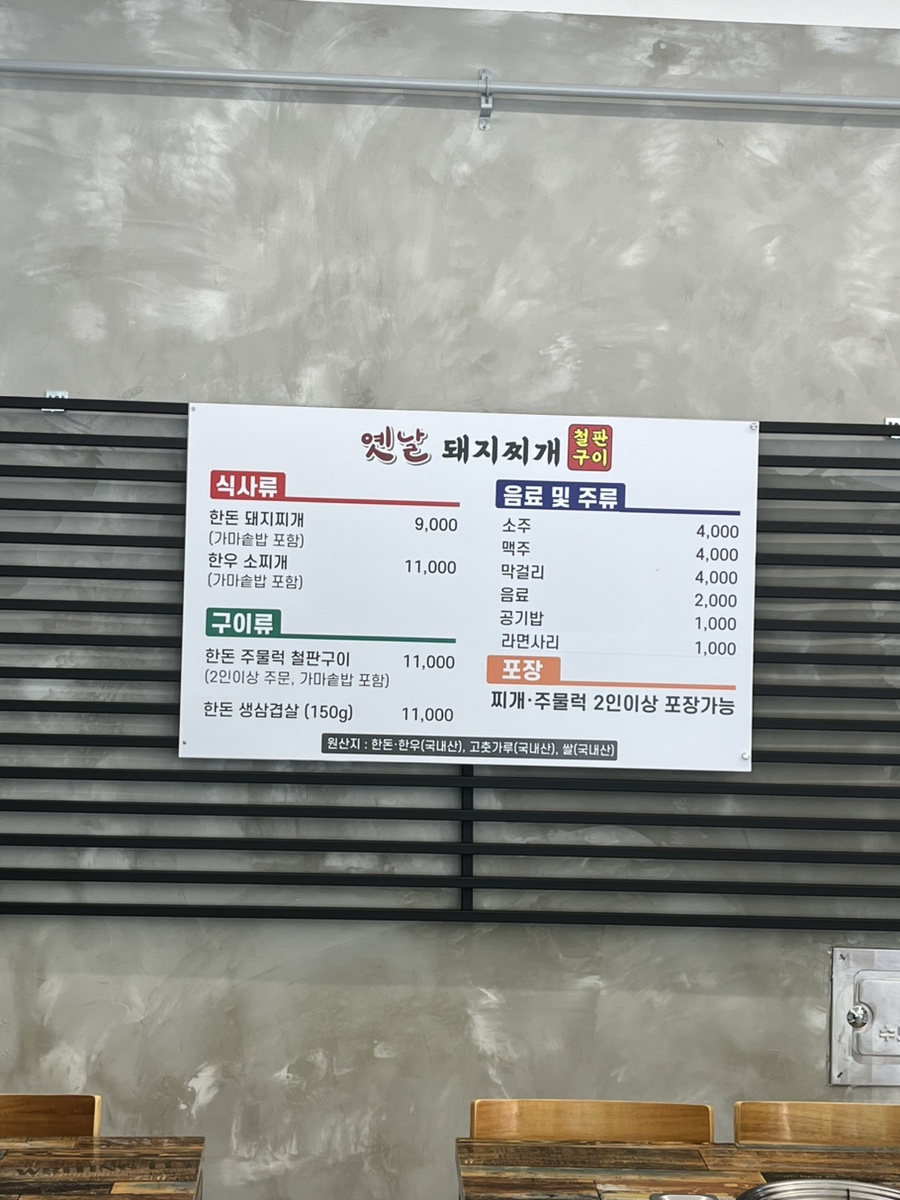 옛날 돼지찌개 철판구이
식사류
한돈 돼지찌개 9,000
(가마솥밥 포함)
한우 소찌개 11,000
(가마솥밥 포함)
구이류
한돈 주물럭 철판구이 11,000
(2인이상 주문, 가마솥밥 포함)
한돈 생삼겹살 (150g) 11,000
음료 및 주류
소주 4,000
맥주 4,000
막걸리 4,000
음료 2,000
공기밥 1,000
라면사리 1,000
포장
찌개·주물럭 2인이상 포장가능
원산지 : 한돈·한우(국내산), 고춧가루(국내산), 쌀(국내산)